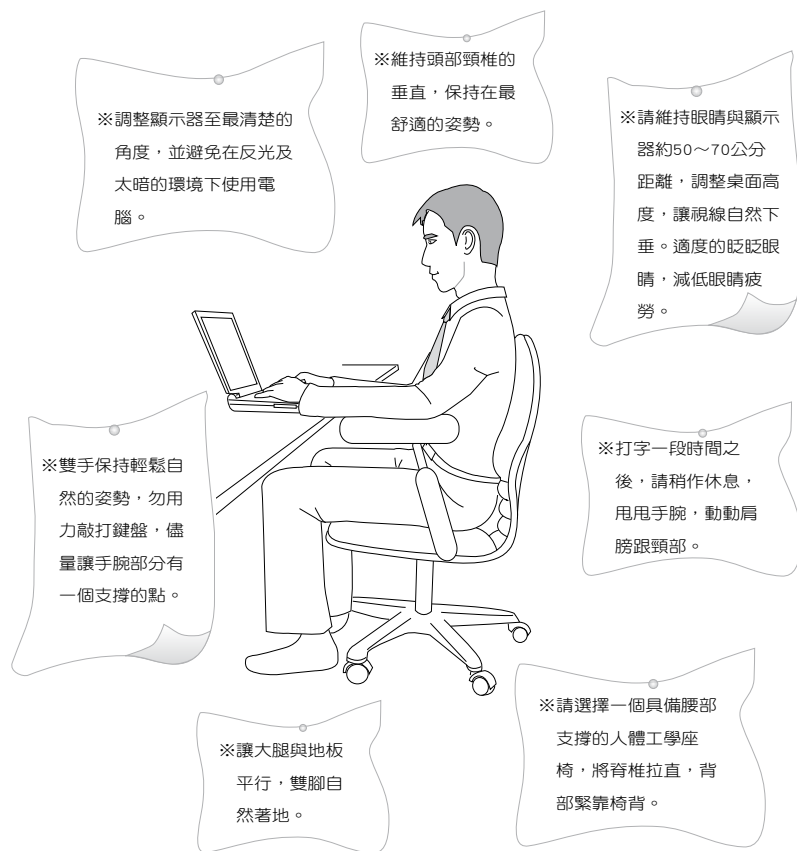 ※維持頭部頸椎的
垂直，保持在最
舒適的姿勢。
※調整顯示器至最清楚的
角度，並避免在反光及
太暗的環境下使用電
腦。
※請維持眼睛與顯示
器約50～70公分
距離，調整桌面高
度，讓視線自然下
垂。適度的眨眨眼
睛，減低眼睛疲
勞。
※雙手保持輕鬆自
然的姿勢，勿用
力敲打鍵盤，儘
量讓手腕部分有
一個支撐的點。
※打字一段時間之
後，請稍作休息，
甩甩手腕，動動肩
膀跟頸部。
※讓大腿與地板
平行，雙腳自
然著地。
※請選擇一個具備腰部
支撐的人體工學座
椅，將脊椎拉直，背
部緊靠椅背。